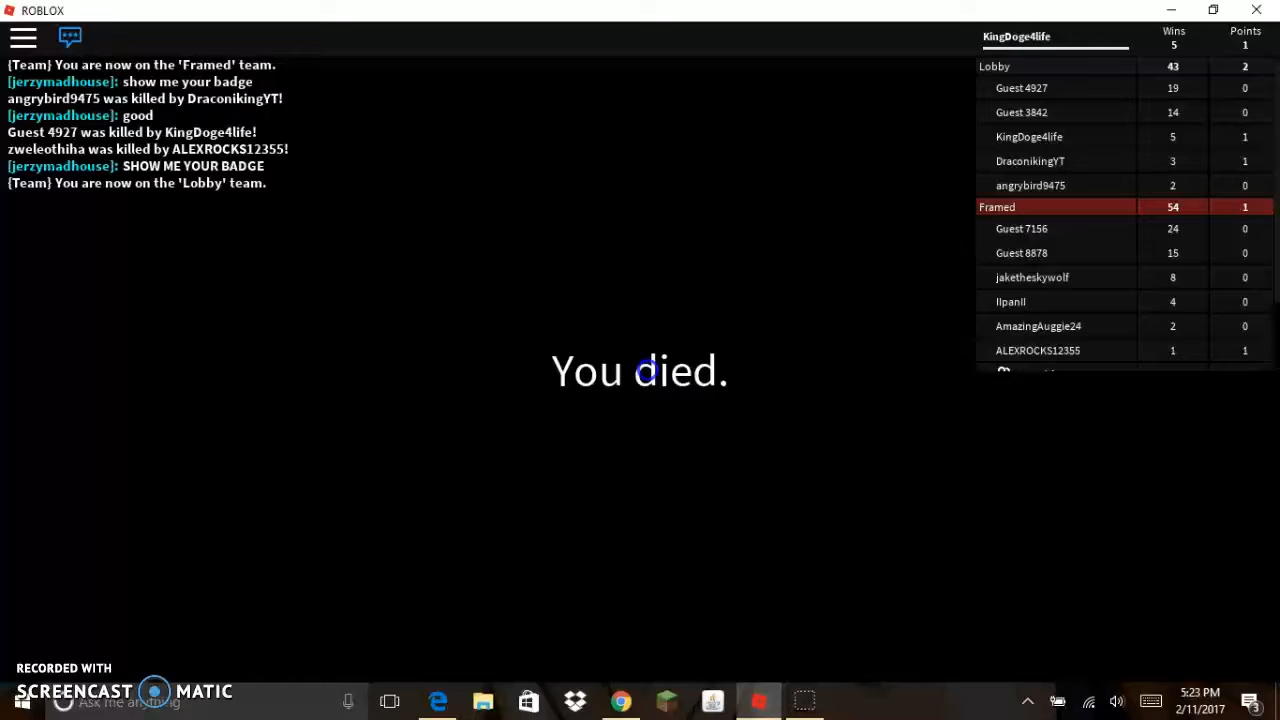 ROBLOX
KingDoge4life Wins Points
5 1
{Team} You are now on the 'Framed' team.
[jerzymadhouse]: show me your badge
angrybird9475 was killed by DraconikingYT!
[jerzymadhouse]: good
Guest 4927 was killed by KingDoge4life!
zweleothiha was killed by ALEXROCKS12355!
[jerzymadhouse]: SHOW ME YOUR BADGE
{Team} You are now on the 'Lobby' team.
Lobby 43 2
Guest 4927 19 0
Guest 3842 14 0
KingDoge4life 5 1
DraconikingYT 3 1
angrybird9475 2 0
Framed 54 1
Guest 7156 24 0
Guest 8878 15 0
jaketheskywolf 8 0
IIpanII 4 0
AmazingAuggie24 2 0
ALEXROCKS12355 1 1
You died.
RECORDED WITH
SCREENCAST MATIC
Ask me anything
5:23 PM
2/11/2017
3